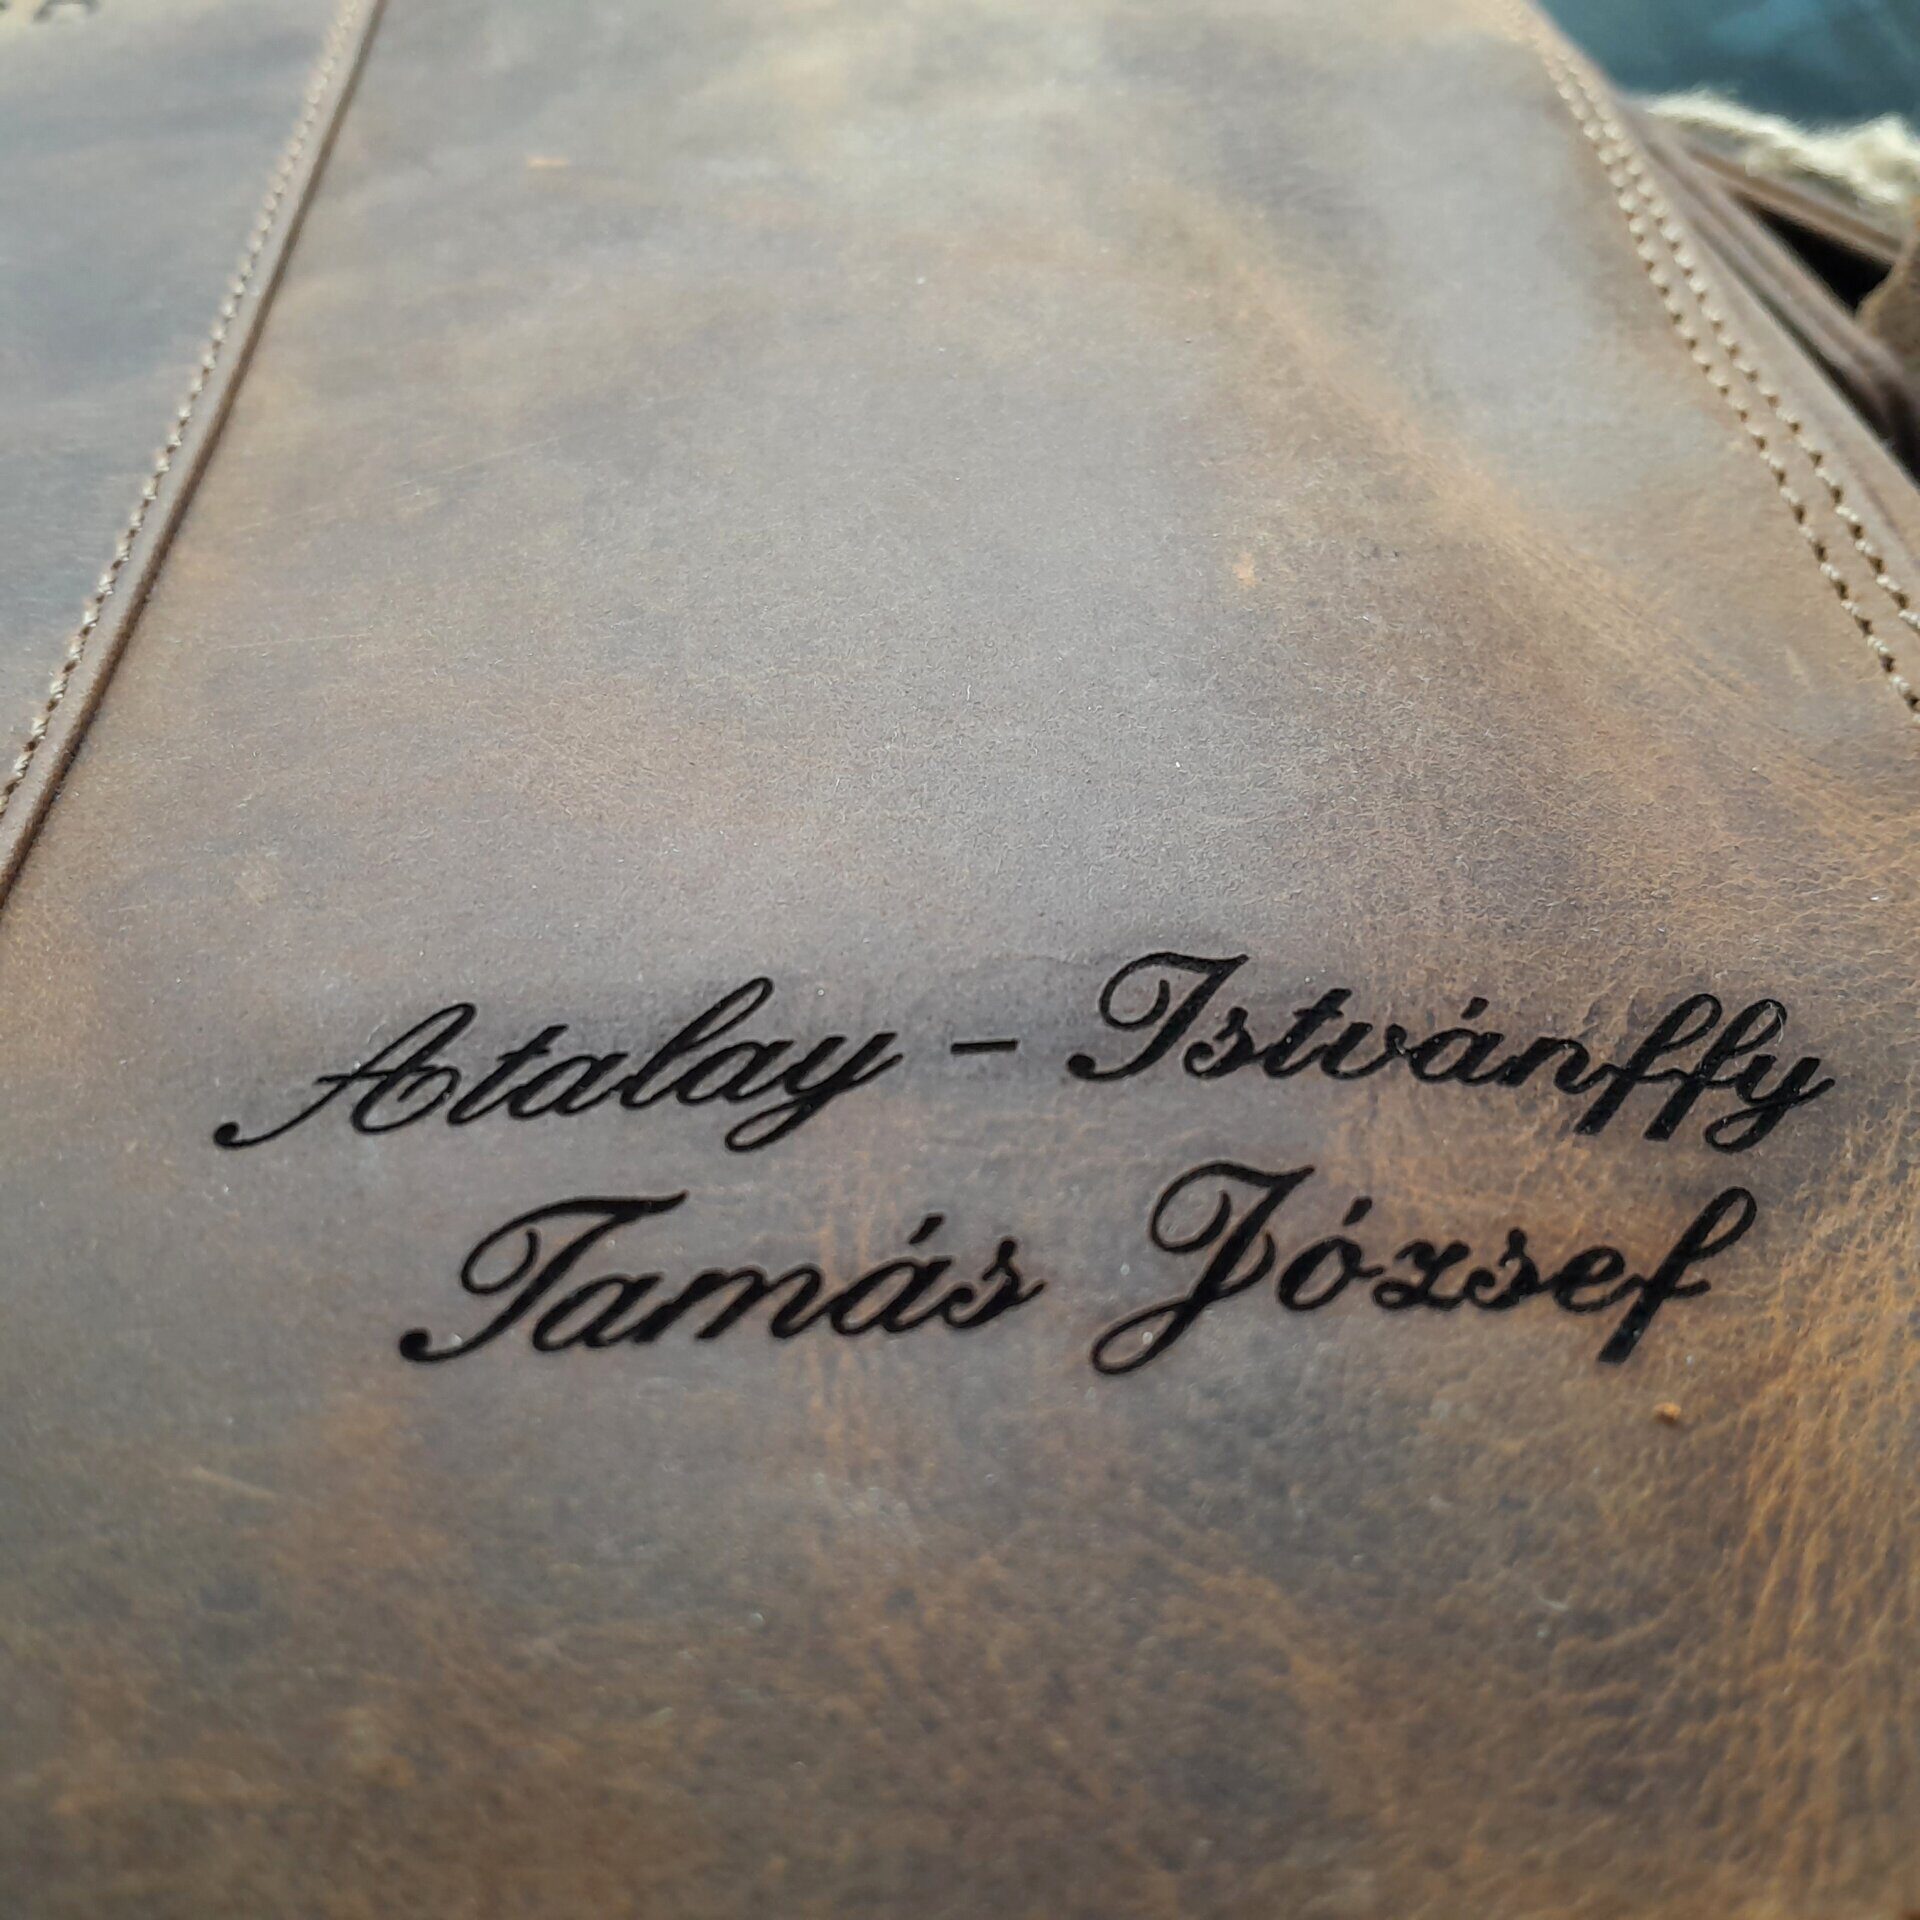 Atalay - Istvánffy
Tamás József